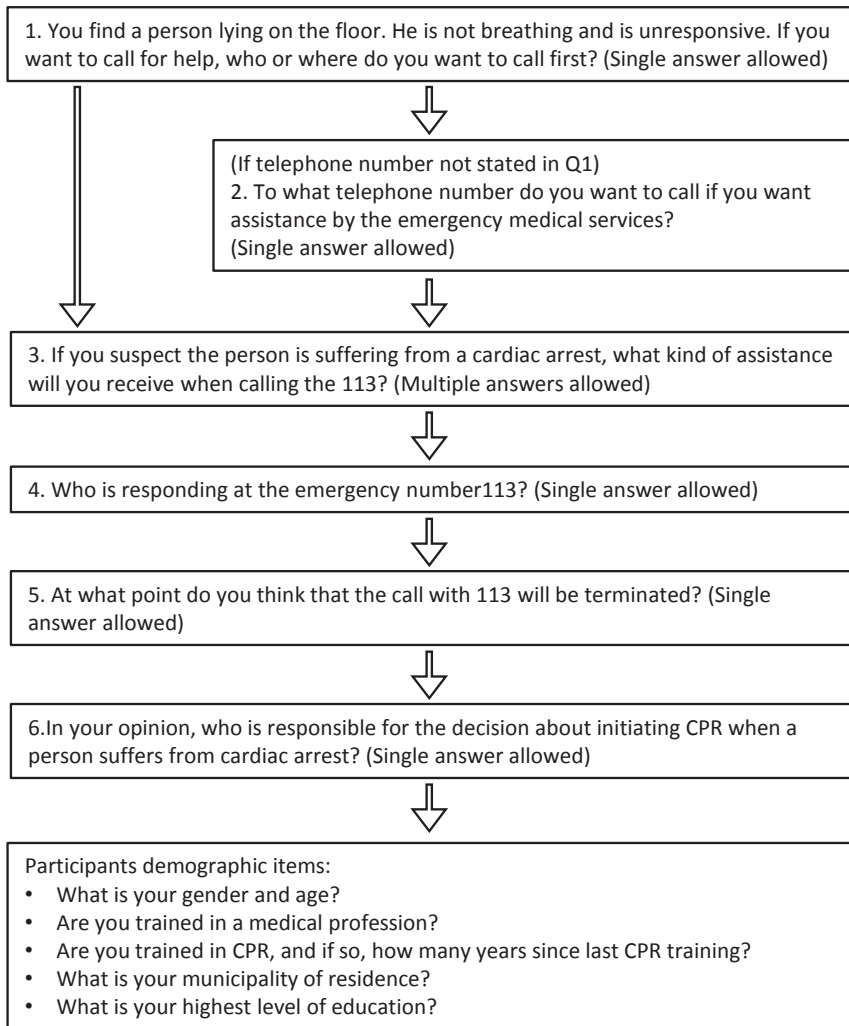 1. You find a person lying on the floor. He is not breathing and is unresponsive. If you
want to call for help, who or where do you want to call first? (Single answer allowed)
(If telephone number not stated in Q1)
2. To what telephone number do you want to call if you want
assistance by the emergency medical services?
(Single answer allowed)
3. If you suspect the person is suffering from a cardiac arrest, what kind of assistance
will you receive when calling the 113? (Multiple answers allowed)
4. Who is responding at the emergency number113? (Single answer allowed)
5. At what point do you think that the call with 113 will be terminated? (Single
answer allowed)
6.In your opinion, who is responsible for the decision about initiating CPR when a
person suffers from cardiac arrest? (Single answer allowed)
Participants demographic items:
• What is your gender and age?
• Are you trained in a medical profession?
• Are you trained in CPR, and if so, how many years since last CPR training?
• What is your municipality of residence?
• What is your highest level of education?